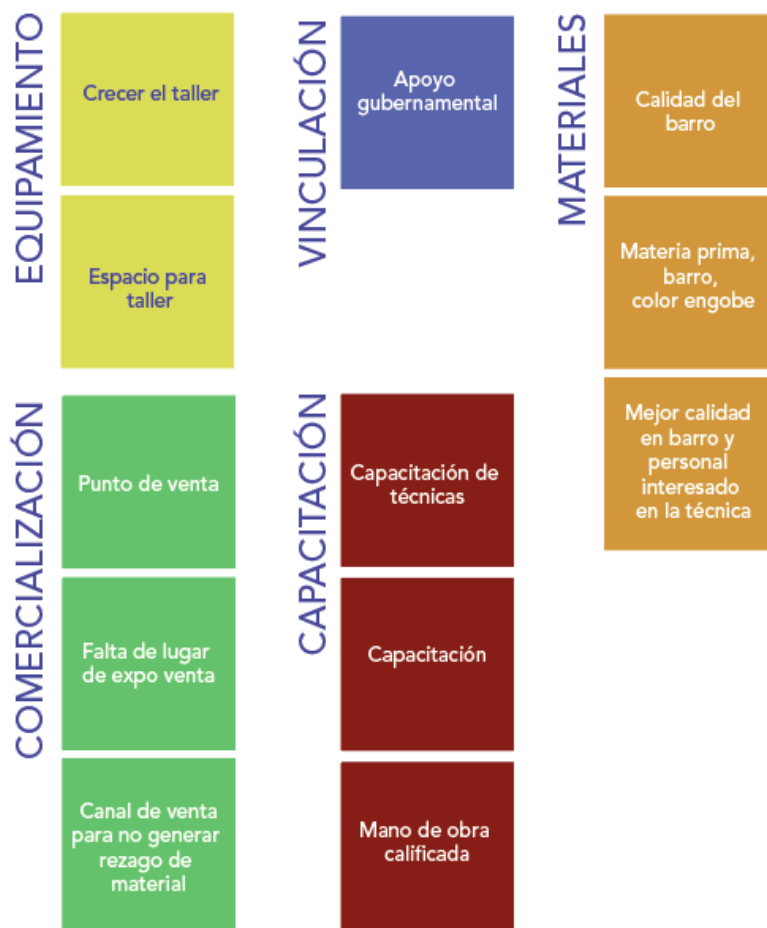 EQUIPAMIENTO
Crecer el taller
Espacio para
taller
VINCULACIÓN
Apoyo
gubernamental
MATERIALES
Calidad del
barro
Materia prima,
barro,
color engobe
Mejor calidad
en barro y
personal
interesado
en la técnica
COMERCIALIZACIÓN
Punto de venta
Falta de lugar
de expo venta
Canal de venta
para no generar
rezago de
material
CAPACITACIÓN
Capacitación de
técnicas
Capacitación
Mano de obra
calificada